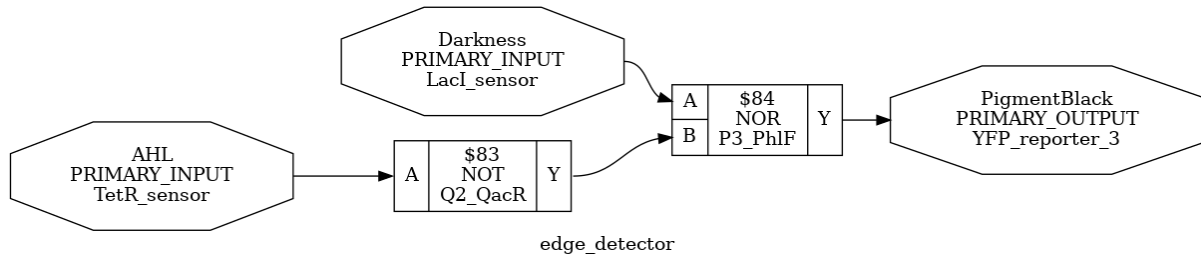 Darkness
PRIMARY_INPUT
LacI_sensor
A
B
$84
NOR
P3_PhlF
Y
PigmentBlack
PRIMARY_OUTPUT
YFP_reporter_3
AHL
PRIMARY_INPUT
TetR_sensor
A
$83
NOT
Q2_QacR
Y
edge_detector